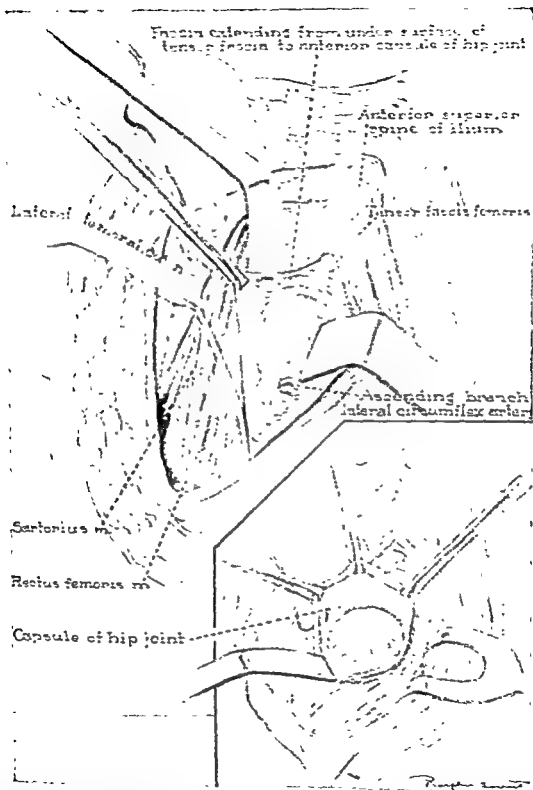 Fascia extending from under surface of
tensor fascia to anterior capsule of hip joint
Anterior superior
spine of ilium
Lateral femoral n
Tensor fascia femoris
Ascending branch
lateral circumflex artery
Sartorius m.
Rectus femoris m
Capsule of hip joint